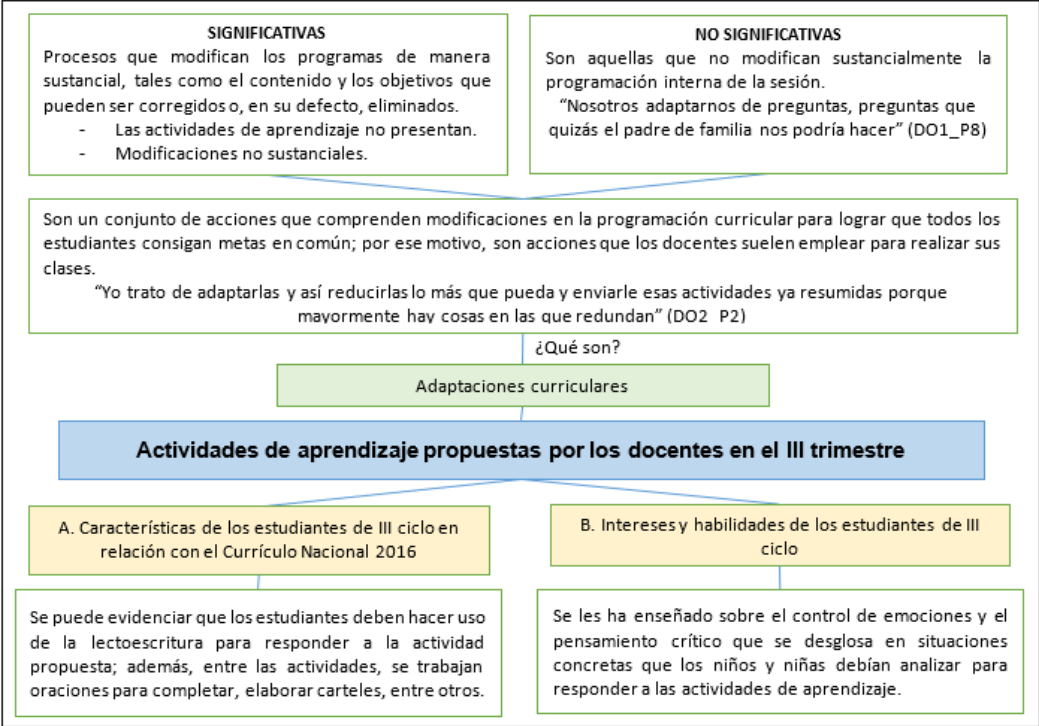 SIGNIFICATIVAS
Procesos que modifican los programas de manera
sustancial, tales como el contenido y los objetivos que
pueden ser corregidos o, en su defecto, eliminados.
- Las actividades de aprendizaje no presentan.
- Modificaciones no sustanciales.
NO SIGNIFICATIVAS
Son aquellas que no modifican sustancialmente la
programación interna de la sesión.
“Nosotros adaptarnos de preguntas, preguntas que
quizás el padre de familia nos podría hacer” (DO1_P8)
Son un conjunto de acciones que comprenden modificaciones en la programación curricular para lograr que todos los
estudiantes consigan metas en común; por ese motivo, son acciones que los docentes suelen emplear para realizar sus
clases.
“Yo trato de adaptarlas y así reducirlas lo más que pueda y enviarle esas actividades ya resumidas porque
mayormente hay cosas en las que redundan” (DO2_P2)
¿Qué son?
Adaptaciones curriculares
Actividades de aprendizaje propuestas por los docentes en el III trimestre
A. Características de los estudiantes de III ciclo en
relación con el Currículo Nacional 2016
B. Intereses y habilidades de los estudiantes de III
ciclo
Se puede evidenciar que los estudiantes deben hacer uso
de la lectoescritura para responder a la actividad
propuesta; además, entre las actividades, se trabajan
oraciones para completar, elaborar carteles, entre otros.
Se les ha enseñado sobre el control de emociones y el
pensamiento crítico que se desglosa en situaciones
concretas que los niños y niñas debían analizar para
responder a las actividades de aprendizaje.